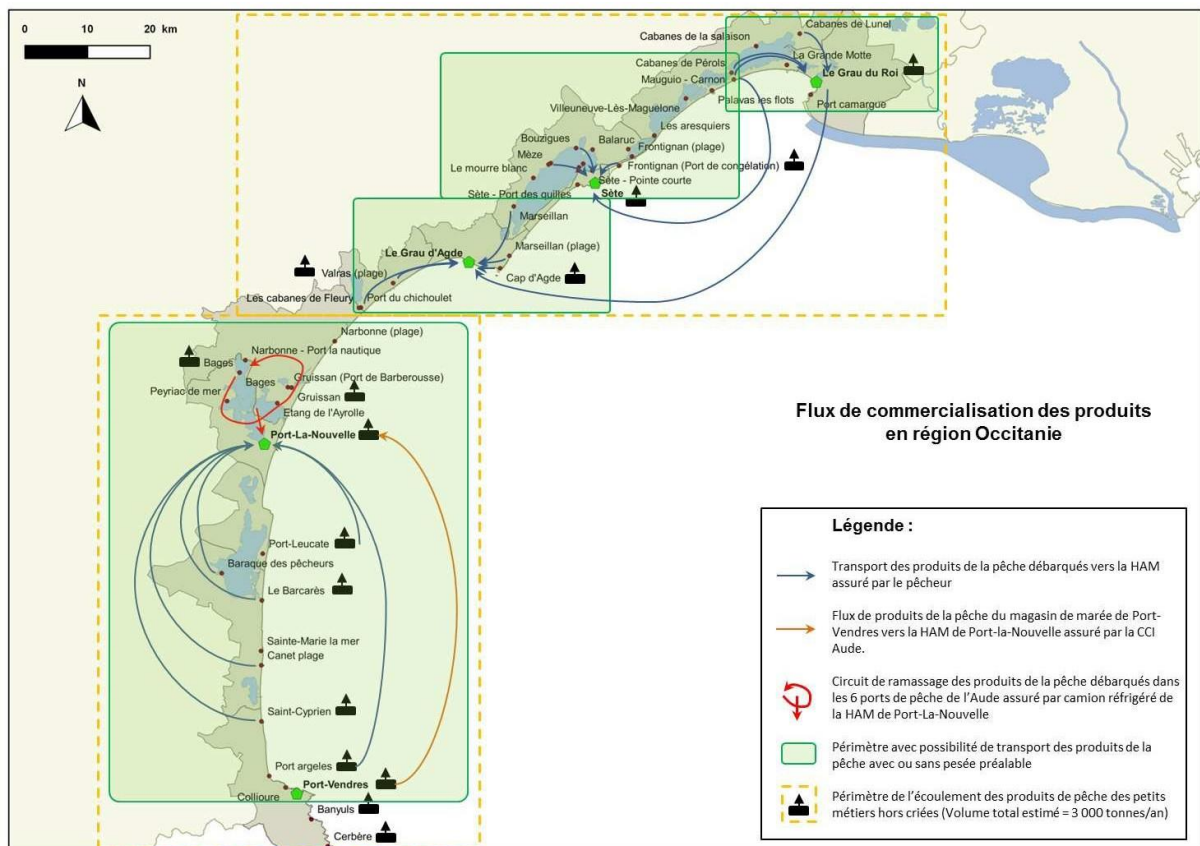 0 10 20 km
N
Cabanes de Lunel
Cabanes de la salaison
La Grande Motte
Cabanes de Pérols
Le Grau du Roi
Mauguio - Carnon
Palavas les flots
Port camargue
Villeuneuve-Lès-Maguelone
Les aresquiers
Bouzigues
Balaruc
Frontignan (plage)
Mèze
Le mourre blanc
Frontignan (Port de congélation)
Sète - Pointe courte
Sète - Port des quilles
Sète
Marseillan
Le Grau d'Agde
Marseillan (plage)
Valras (plage)
Cap d'Agde
Les cabanes de Fleury
Port du chichoulet
Narbonne (plage)
Narbonne - Port la nautique
Bages
Bages
Gruissan (Port de Barberousse)
Peyriac de mer
Gruissan
Etang de l'Ayrolle
Port-La-Nouvelle
Port-Leucate
Baraque des pêcheurs
Le Barcarès
Sainte-Marie la mer
Canet plage
Saint-Cyprien
Port argeles
Port-Vendres
Collioure
Banyuls
Cerbère
Flux de commercialisation des produits
en région Occitanie
Légende :
Transport des produits de la pêche débarqués vers la HAM
assuré par le pêcheur
Flux de produits de la pêche du magasin de marée de Port-
Vendres vers la HAM de Port-la-Nouvelle assuré par la CCI
Aude.
Circuit de ramassage des produits de la pêche débarqués dans
les 6 ports de pêche de l'Aude assuré par camion réfrigéré de
la HAM de Port-La-Nouvelle
Périmètre avec possibilité de transport des produits de la
pêche avec ou sans pesée préalable
Périmètre de l'écoulement des produits de pêche des petits
métiers hors criées (Volume total estimé = 3 000 tonnes/an)